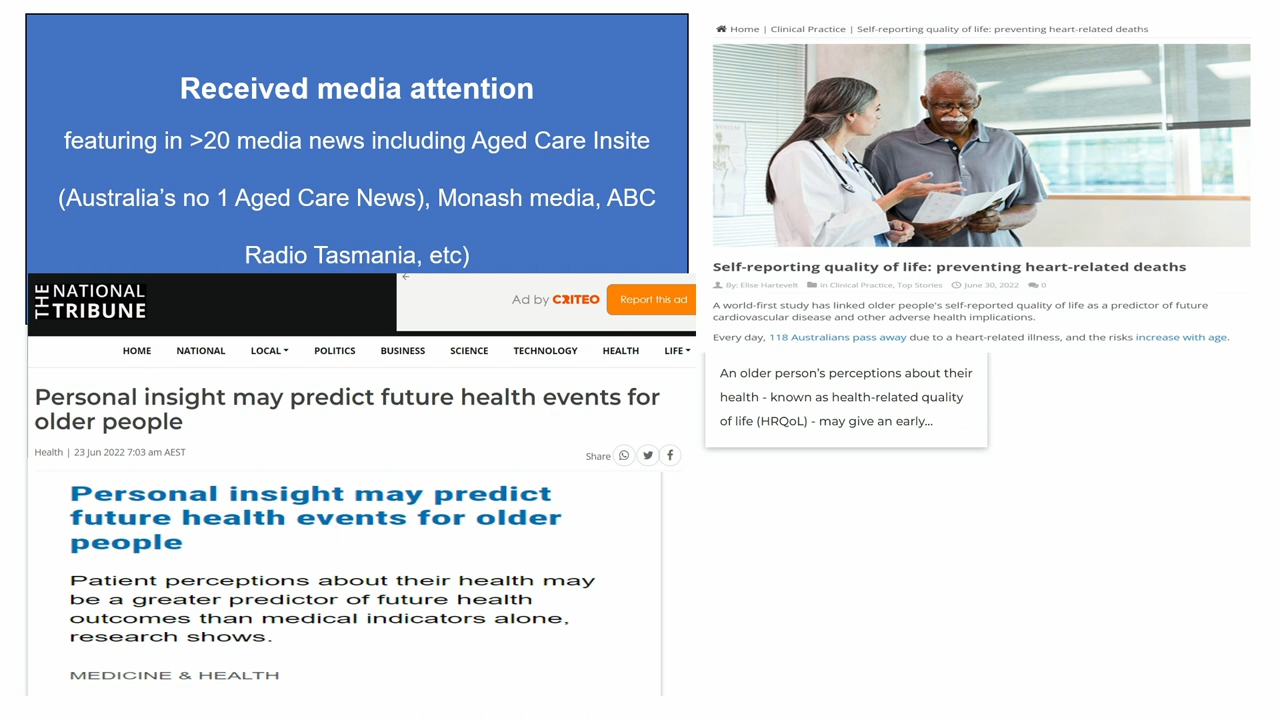 Received media attention
featuring in >20 media news including Aged Care Insite
(Australia’s no 1 Aged Care News), Monash media, ABC
Radio Tasmania, etc)
THE NATIONAL TRIBUNE
Ad by CRITEO
Report this ad
HOME NATIONAL LOCAL POLITICS BUSINESS SCIENCE TECHNOLOGY HEALTH LIFE
Personal insight may predict future health events for
older people
Health | 23 Jun 2022 7:03 am AEST
Share
Personal insight may predict
future health events for older
people
Patient perceptions about their health may
be a greater predictor of future health
outcomes than medical indicators alone,
research shows.
MEDICINE & HEALTH
Home | Clinical Practice | Self-reporting quality of life: preventing heart-related deaths
Self-reporting quality of life: preventing heart-related deaths
By: Elise Hartevelt in Clinical Practice, Top Stories June 30, 2022 0
A world-first study has linked older people's self-reported quality of life as a predictor of future
cardiovascular disease and other adverse health implications.
Every day, 118 Australians pass away due to a heart-related illness, and the risks increase with age.
An older person’s perceptions about their
health - known as health-related quality
of life (HRQoL) - may give an early...